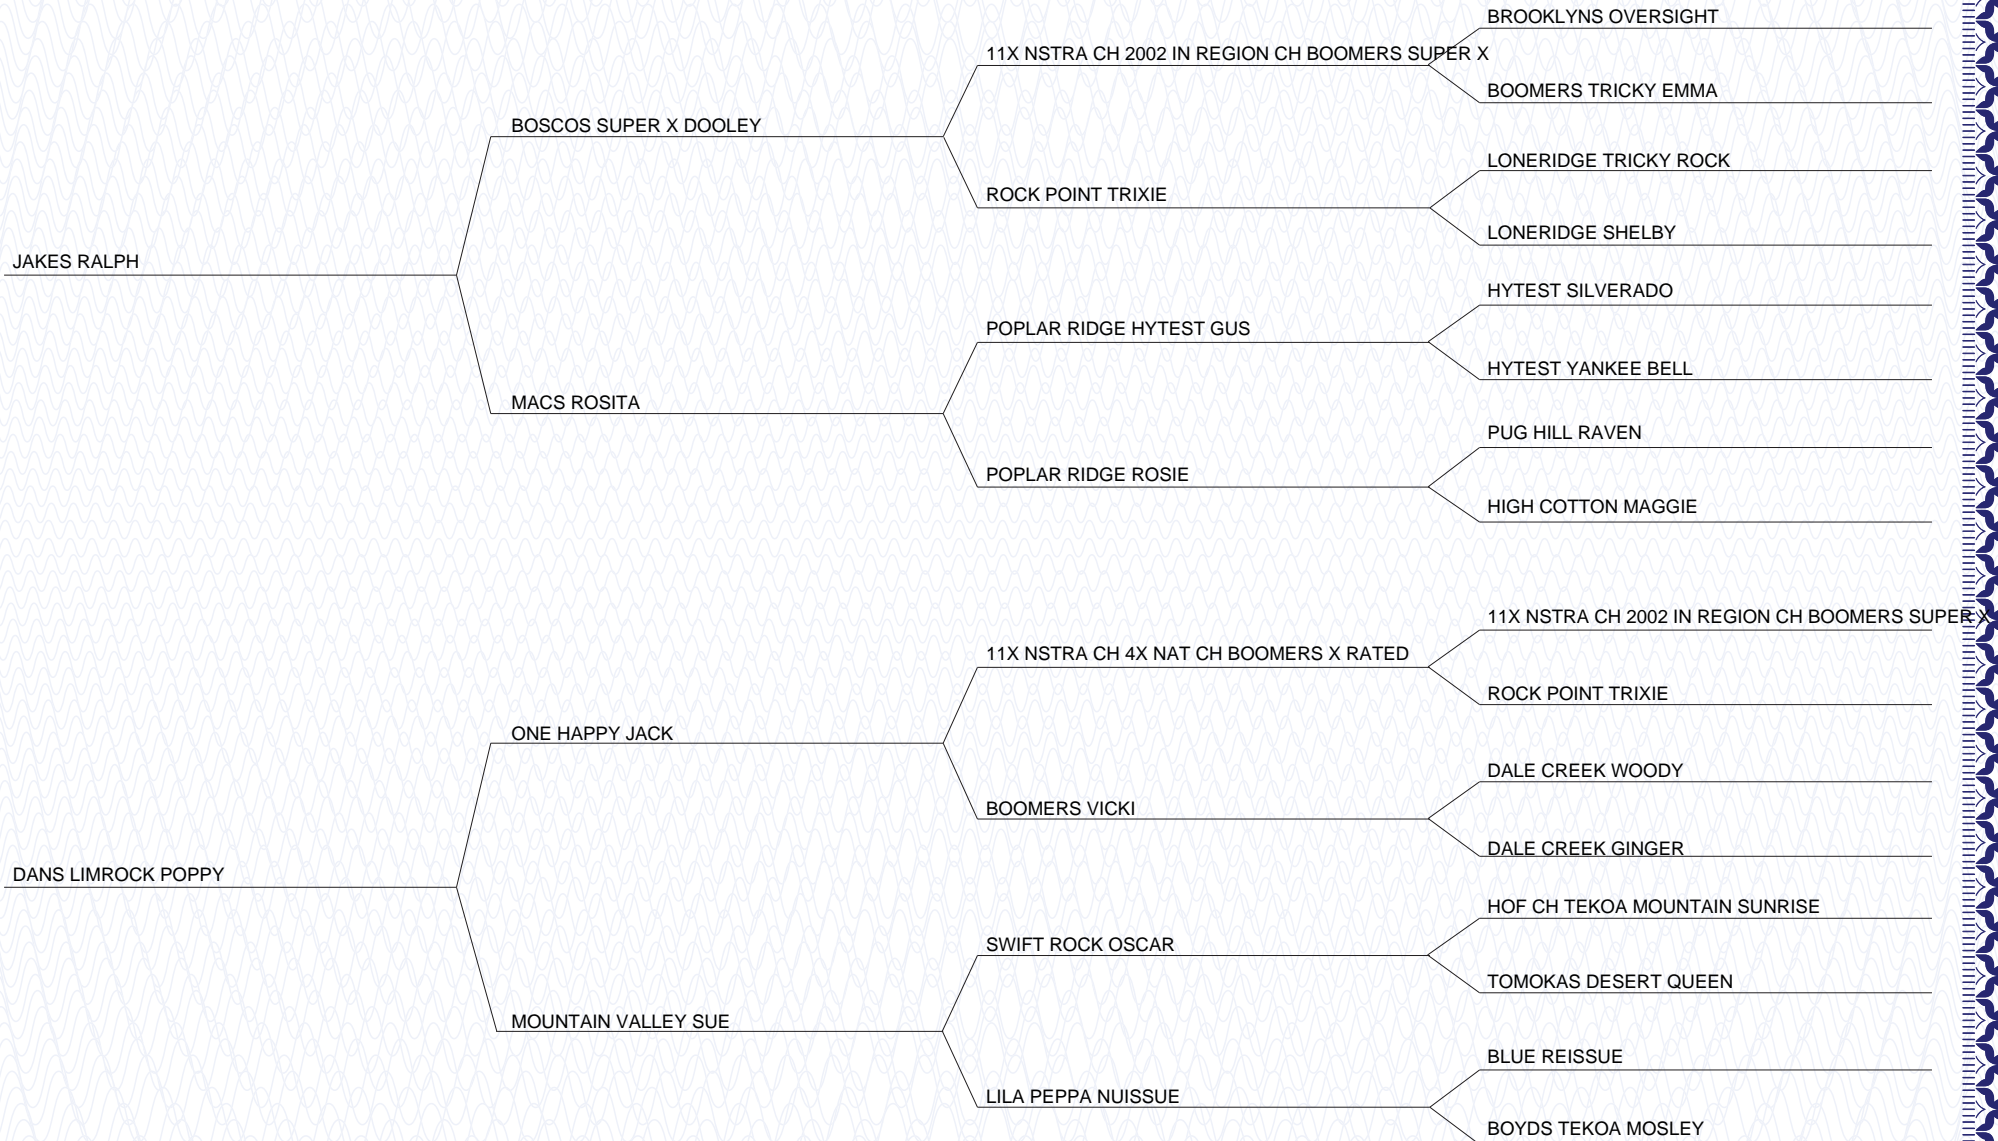 BROOKLYNS OVERSIGHT
11X NSTRA CH 2002 IN REGION CH BOOMERS SUPER X
BOOMERS TRICKY EMMA
BOSCOS SUPER X DOOLEY
LONERIDGE TRICKY ROCK
ROCK POINT TRIXIE
LONERIDGE SHELBY
JAKES RALPH
HYTEST SILVERADO
POPLAR RIDGE HYTEST GUS
HYTEST YANKEE BELL
MACS ROSITA
PUG HILL RAVEN
POPLAR RIDGE ROSIE
HIGH COTTON MAGGIE
11X NSTRA CH 2002 IN REGION CH BOOMERS SUPER X
11X NSTRA CH 4X NAT CH BOOMERS X RATED
ROCK POINT TRIXIE
ONE HAPPY JACK
DALE CREEK WOODY
BOOMERS VICKI
DALE CREEK GINGER
DANS LIMROCK POPPY
HOF CH TEKOA MOUNTAIN SUNRISE
SWIFT ROCK OSCAR
TOMOKAS DESERT QUEEN
MOUNTAIN VALLEY SUE
BLUE REISSUE
LILA PEPPA NUISSUE
BOYDS TEKOA MOSLEY